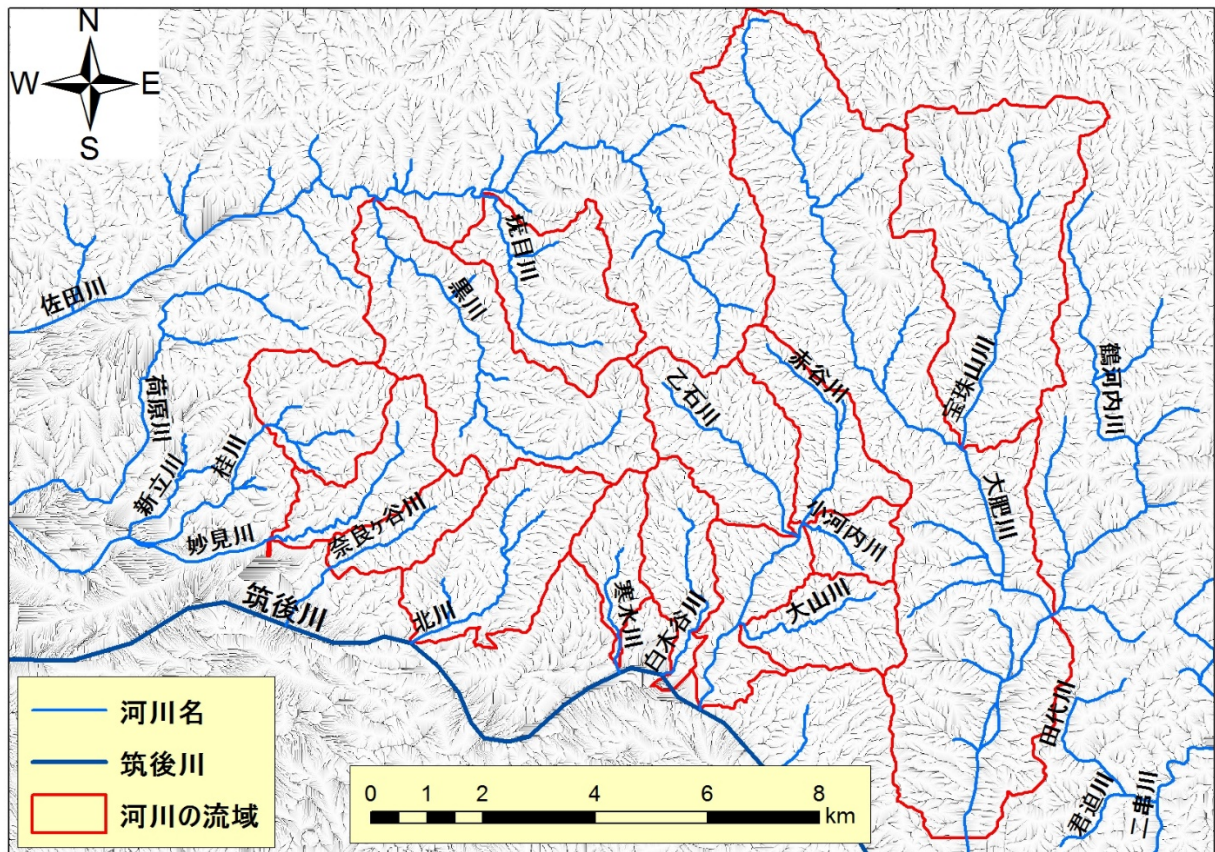 N
W E
S
佐田川
疣目川
黒川
荷原川
新立川
桂川
妙見川
奈良ヶ谷川
筑後川
北川
乙石川
赤谷川
宝珠山川
鶴河内川
大肥川
小河内川
大山川
寒水川
白木谷川
田代川
君迫川
二串川
河川名
筑後川
河川の流域
0 1 2 4 6 8
km